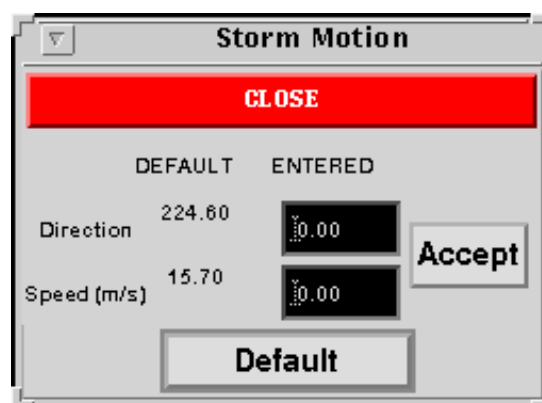 Storm Motion
CLOSE
DEFAULT ENTERED
Direction 224.60 0.00
Accept
Speed (m/s) 15.70 0.00
Default